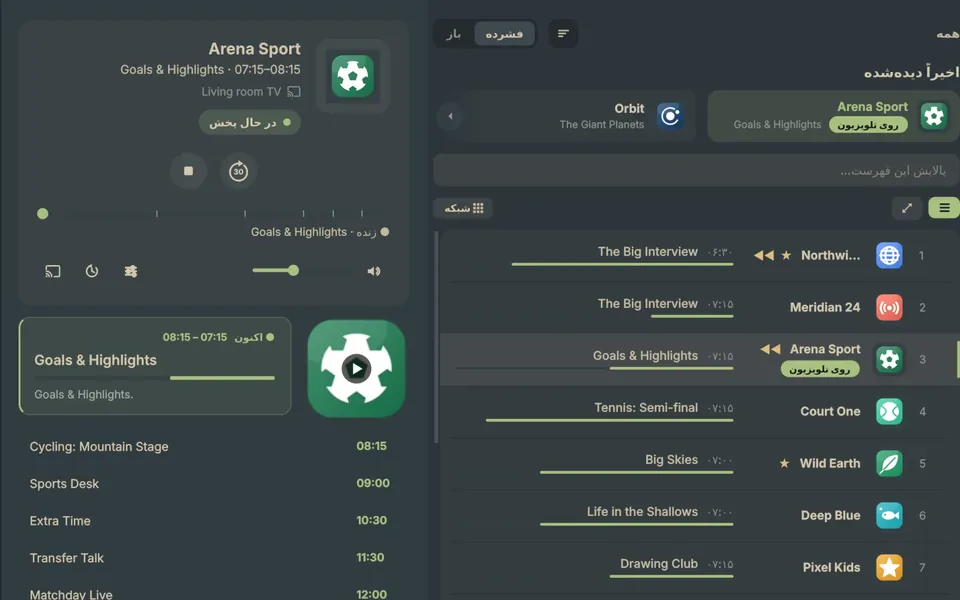 همه
فشرده
باز
اخیراً دیده‌شده
Arena Sport
روی تلویزیون
Goals & Highlights
Orbit
The Giant Planets
پالایش این فهرست...
شبکه
1
Northwi...
۰۶:۳۰
The Big Interview
2
Meridian 24
۰۷:۱۵
The Big Interview
3
Arena Sport
روی تلویزیون
۰۷:۱۵
Goals & Highlights
4
Court One
۰۷:۱۵
Tennis: Semi-final
5
Wild Earth
۰۷:۰۰
Big Skies
6
Deep Blue
۰۷:۰۰
Life in the Shallows
7
Pixel Kids
۰۷:۱۵
Drawing Club
Arena Sport
Goals & Highlights · 07:15–08:15
Living room TV
در حال پخش
30
زنده · Goals & Highlights
اکنون 07:15 – 08:15
Goals & Highlights
Goals & Highlights.
Cycling: Mountain Stage 08:15
Sports Desk 09:00
Extra Time 10:30
Transfer Talk 11:30
Matchday Live 12:00